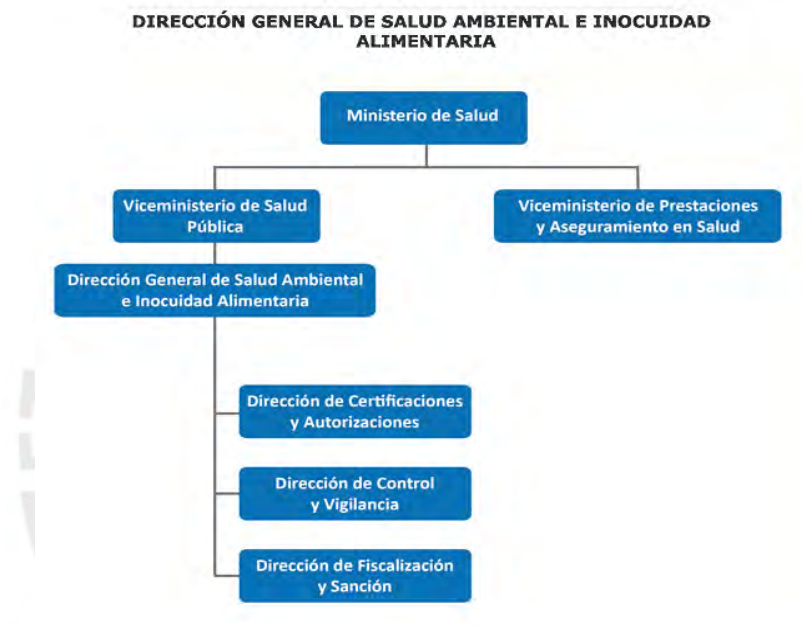 DIRECCIÓN GENERAL DE SALUD AMBIENTAL E INOCUIDAD
ALIMENTARIA
Ministerio de Salud
Viceministerio de Salud
Pública
Viceministerio de Prestaciones
y Aseguramiento en Salud
Dirección General de Salud Ambiental
e Inocuidad Alimentaria
Dirección de Certificaciones
y Autorizaciones
Dirección de Control
y Vigilancia
Dirección de Fiscalización
y Sanción